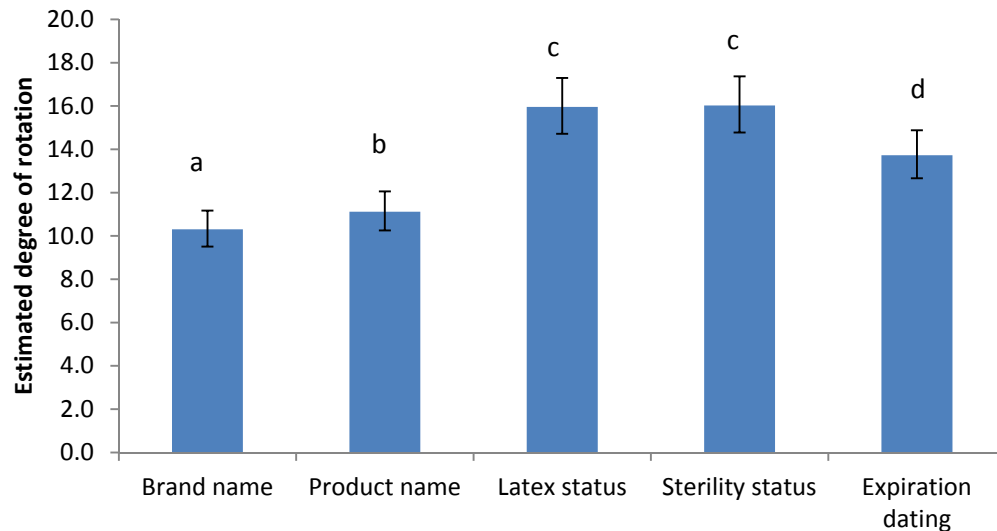 Estimated degree of rotation
20.0
18.0
16.0
14.0
12.0
10.0
8.0
6.0
4.0
2.0
0.0
a
b
c
c
d
Brand name
Product name
Latex status
Sterility status
Expiration
dating